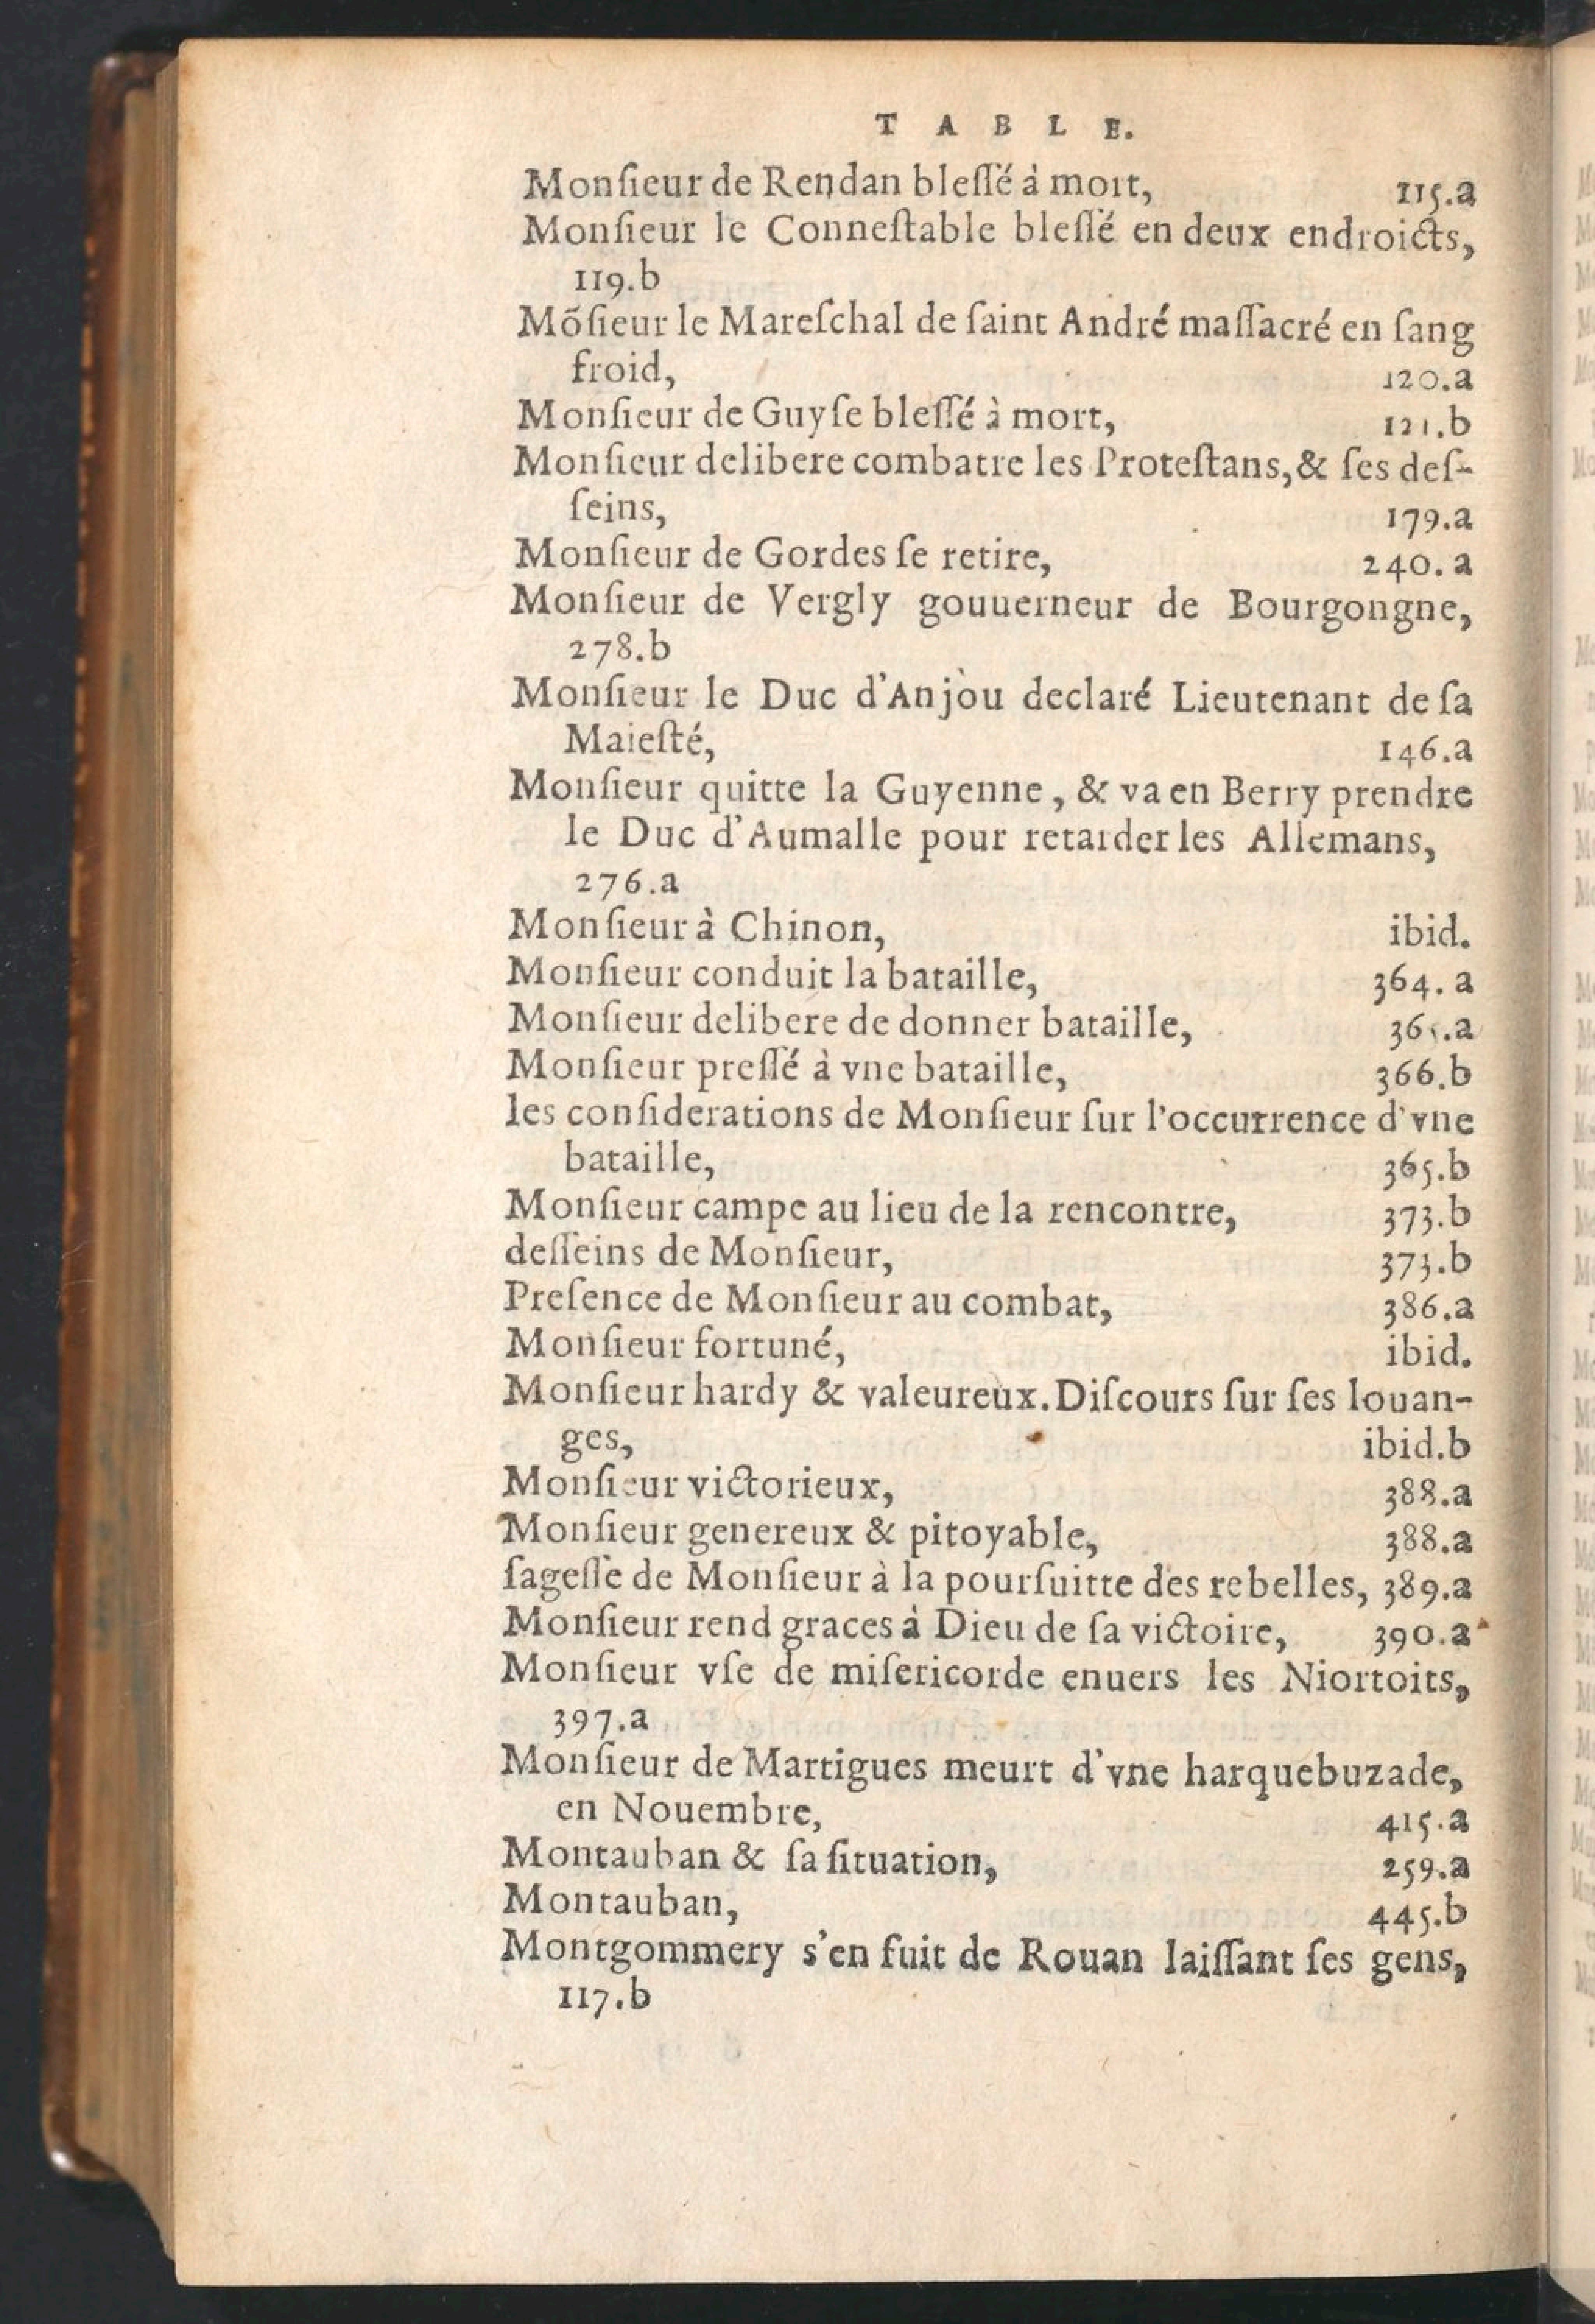 TABLE.
Monſieur de Rendan bleſſé à mort, 115.a
Monſieur le Conneſtable bleſſé en deux endroicts,
119.b
Mõſieur le Mareſchal de ſaint André maſſacré en ſang
froid, 120.a
Monſieur de Guyſe bleſſé à mort, 121.b
Monſieur delibere combatre les Proteſtans, & ſes deſ-
ſeins, 179.a
Monſieur de Gordes ſe retire, 240.a
Monſieur de Vergly gouuerneur de Bourgongne,
278.b
Monſieur le Duc d'Anjou declaré Lieutenant de ſa
Maieſté, 146.a
Monſieur quitte la Guyenne, & va en Berry prendre
le Duc d'Aumalle pour retarder les Allemans,
276.a
Monſieur à Chinon, ibid.
Monſieur conduit la bataille, 364.a
Monſieur delibere de donner bataille,
Monſieur preſſé à vne bataille, 366.b
les conſiderations de Monſieur ſur l'occurrence d'vne
bataille, 365.b
Monſieur campe au lieu de la rencontre, 373.b
deſſeins de Monſieur, 373.b
Preſence de Monſieur au combat, 386.a
Monſieur fortuné, ibid.
Monſieur hardy & valeureux. Diſcours ſur ſes louan-
ges, ibid.b
Monſieur victorieux, 388.a
Monſieur genereux & pitoyable, 388.a
ſageſſe de Monſieur à la pourſuitte des rebelles, 389.a
Monſieur rend graces à Dieu de ſa victoire, 390.a
Monſieur vſe de miſericorde enuers les Niortoits,
397.a
Monſieur de Martigues meurt d'vne harquebuzade,
en Nouembre, 415.a
Montauban & ſa ſituation, 259.a
Montauban, 445.b
Montgommery s'en fuit de Rouan laiſſant ſes gens,
117.b